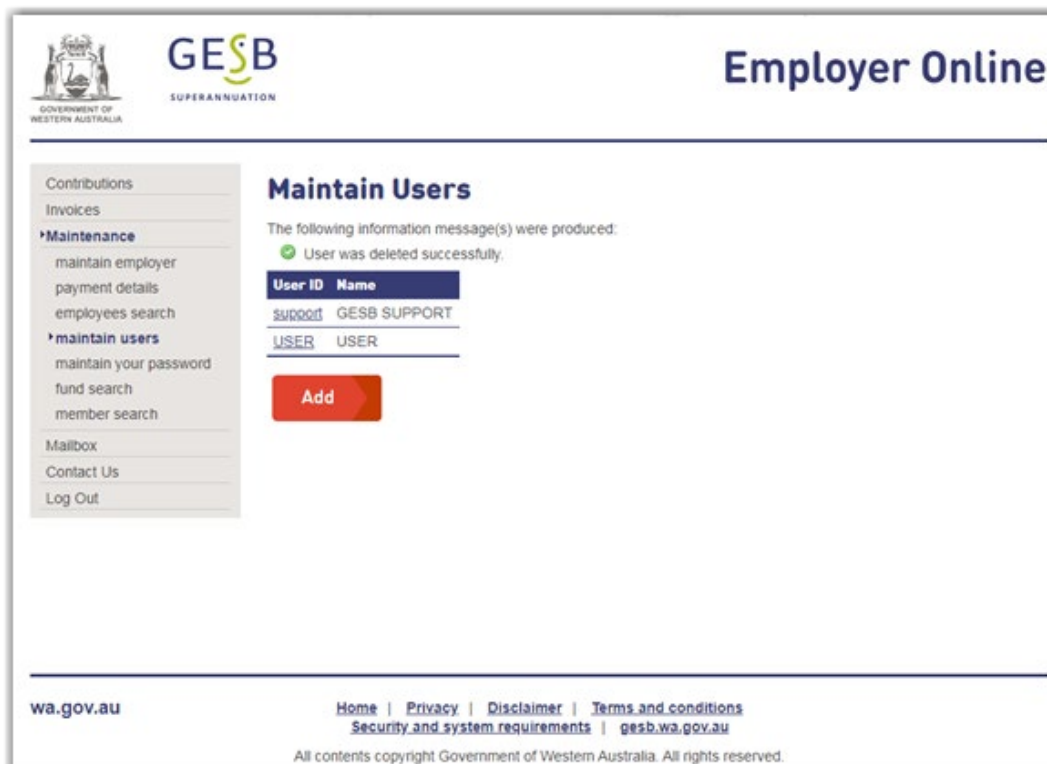 GOVERNMENT OF
WESTERN AUSTRALIA
GESB
SUPERANNUATION
Employer Online
Contributions
Invoices
Maintenance
maintain employer
payment details
employees search
maintain users
maintain your password
fund search
member search
Mailbox
Contact Us
Log Out
Maintain Users
The following information message(s) were produced:
User was deleted successfully.
User ID Name
support GESB SUPPORT
USER USER
Add
wa.gov.au
Home | Privacy | Disclaimer | Terms and conditions
Security and system requirements | gesb.wa.gov.au
All contents copyright Government of Western Australia. All rights reserved.